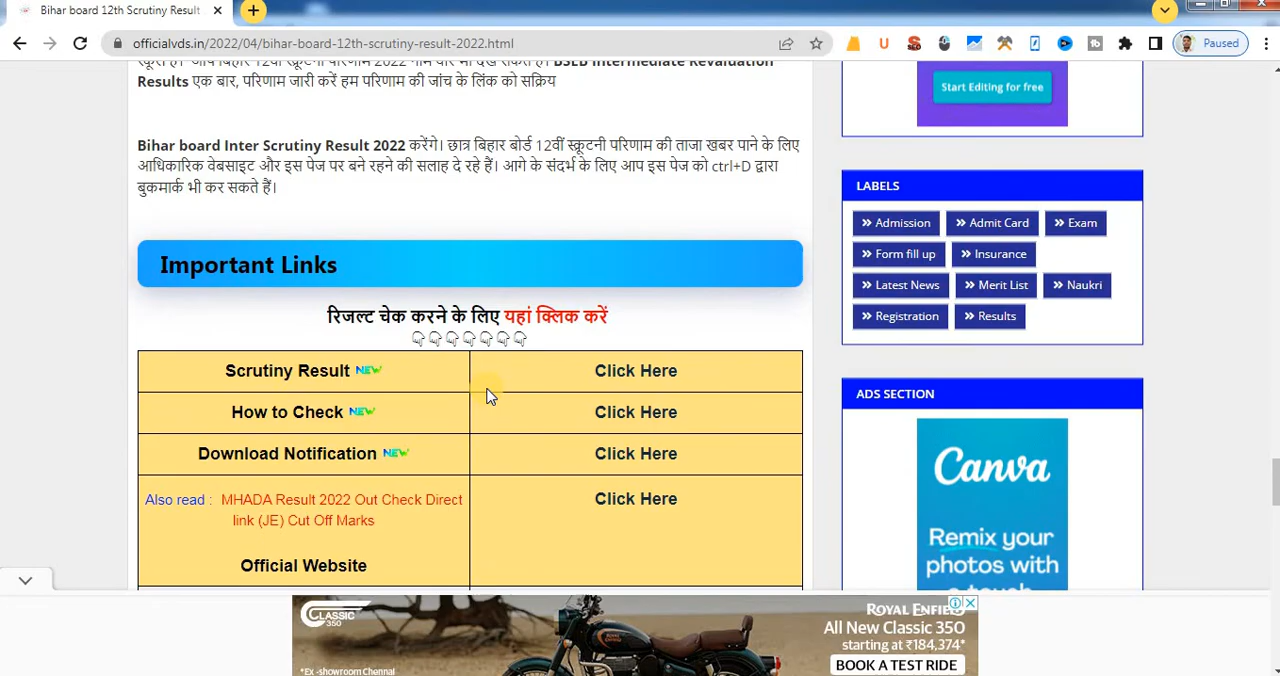 Bihar board 12th Scrutiny Result
officialvds.in/2022/04/bihar-board-12th-scrutiny-result-2022.html
Paused
BSEB Intermediate Revaluation
Results एक बार, परिणाम जारी करें हम परिणाम की जांच के लिंक को सक्रिय
Bihar board Inter Scrutiny Result 2022 करेंगे। छात्र बिहार बोर्ड 12वीं स्क्रूटनी परिणाम की ताजा खबर पाने के लिए
आधिकारिक वेबसाइट और इस पेज पर बने रहने की सलाह दे रहे हैं। आगे के संदर्भ के लिए आप इस पेज को ctrl+D द्वारा
बुकमार्क भी कर सकते हैं।
Important Links
रिजल्ट चेक करने के लिए यहां क्लिक करें
Scrutiny Result NEW Click Here
How to Check NEW Click Here
Download Notification NEW Click Here
Also read : MHADA Result 2022 Out Check Direct Click Here
link (JE) Cut Off Marks
Official Website
Start Editing for free
LABELS
Admission Admit Card Exam
Form fill up Insurance
Latest News Merit List Naukri
Registration Results
ADS SECTION
Canva
Remix your
photos with
CLASSIC
350
ROYAL ENFIELD
All New Classic 350
starting at ₹184,374*
BOOK A TEST RIDE
*Ex -showroom Chennai